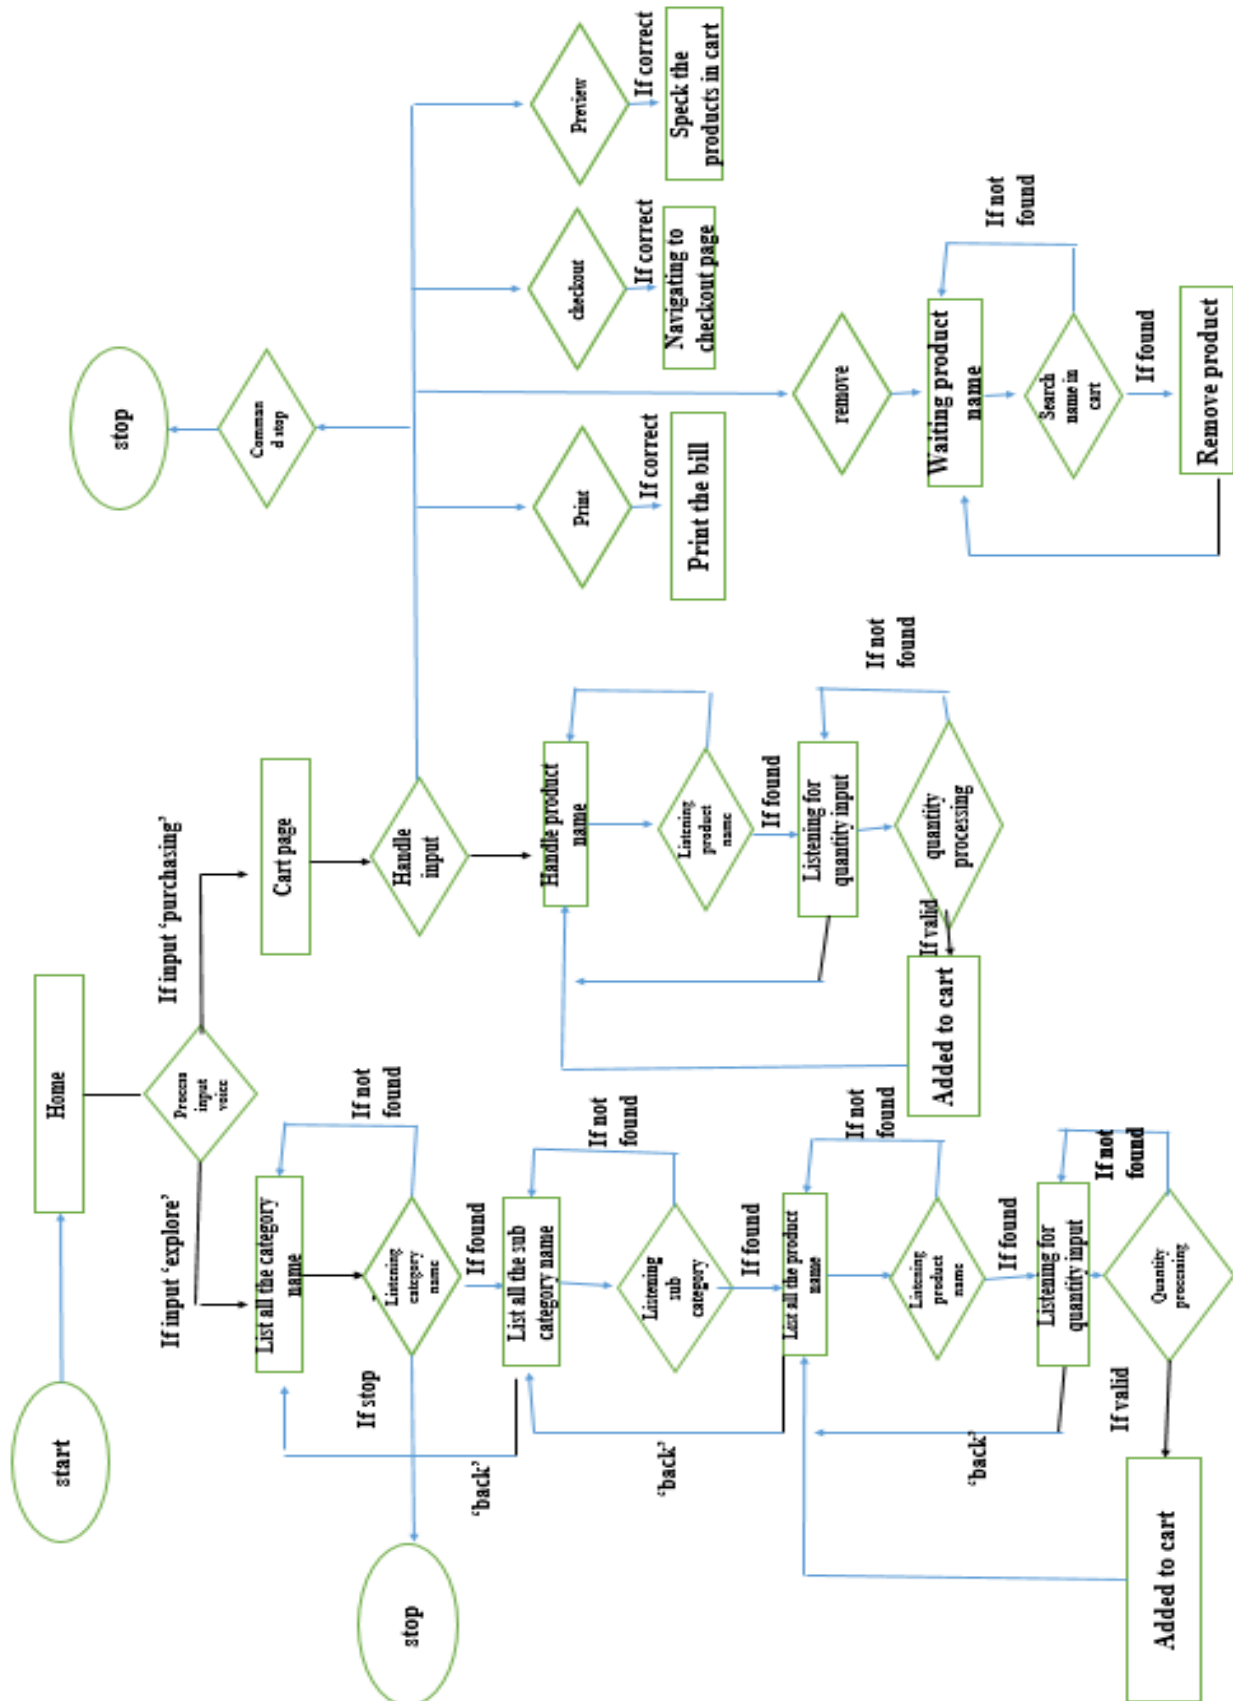 start
Home
Process
input
voice
If input ‘explore’
If input ‘purchasing’
List all the category
name
If not
found
Listening
category
name
If stop
stop
If found
‘back’
List all the sub
category name
If not
found
Listening
sub
category
If found
‘back’
List all the product
name
If not
found
Listening
product
name
If found
‘back’
Listening for
quantity input
If not
found
Quantity
processing
If valid
Added to cart
Cart page
Handle
input
Handle product
name
Listening
product
name
If found
Listening for
quantity input
If not
found
quantity
processing
If valid
Added to cart
stop
Comman
d stop
Print
If correct
Print the bill
remove
Waiting product
name
If not
found
Search
name in
cart
If found
Remove product
checkout
If correct
Navigating to
checkout page
Preview
If correct
Speck the
products in cart